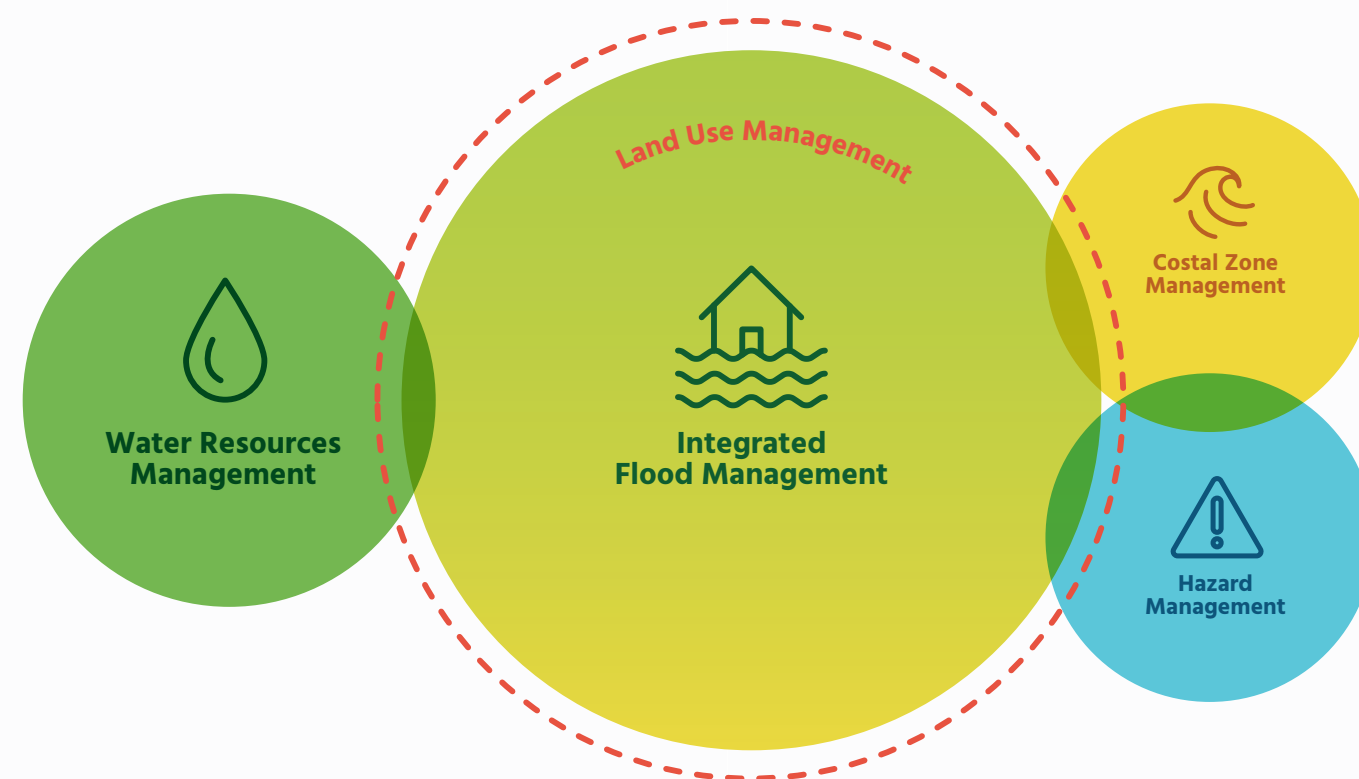 Land Use Management
Water Resources
Management
Integrated
Flood Management
Costal Zone
Management
Hazard
Management